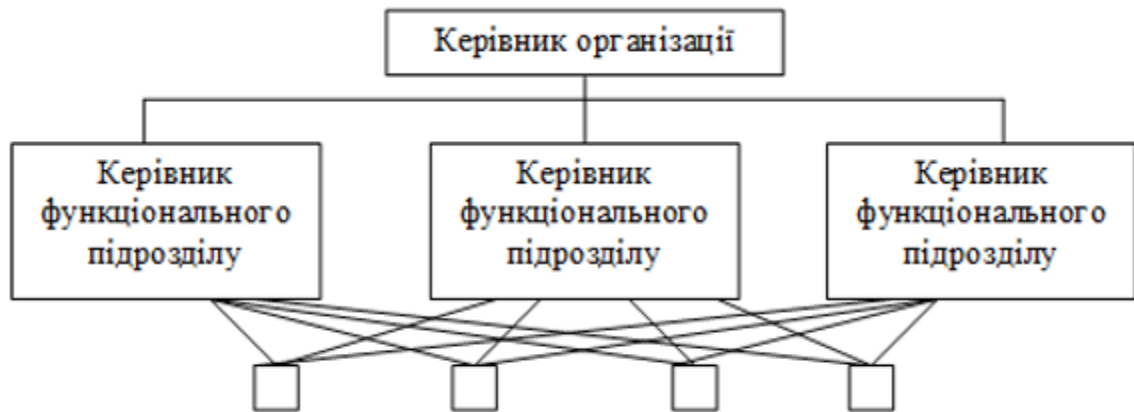 Керівник організації
Керівник
функціонального
підрозділу
Керівник
функціонального
підрозділу
Керівник
функціонального
підрозділу